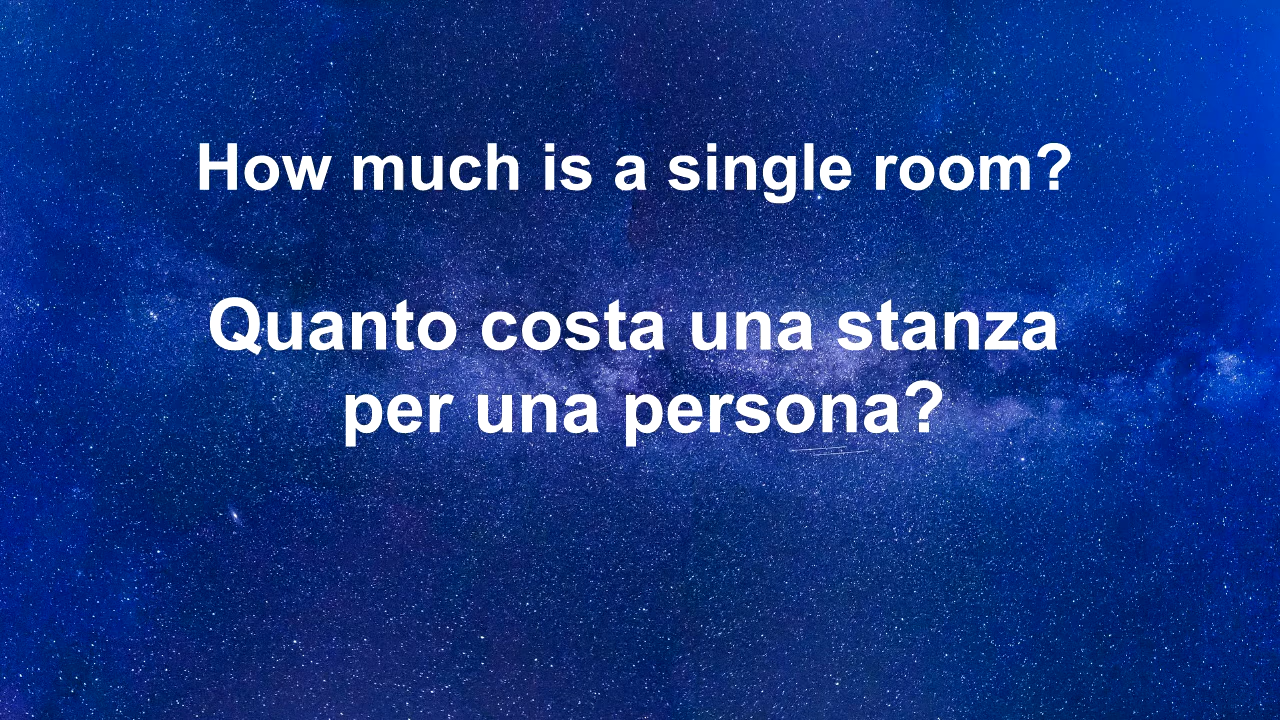 How much is a single room?
Quanto costa una stanza
per una persona?